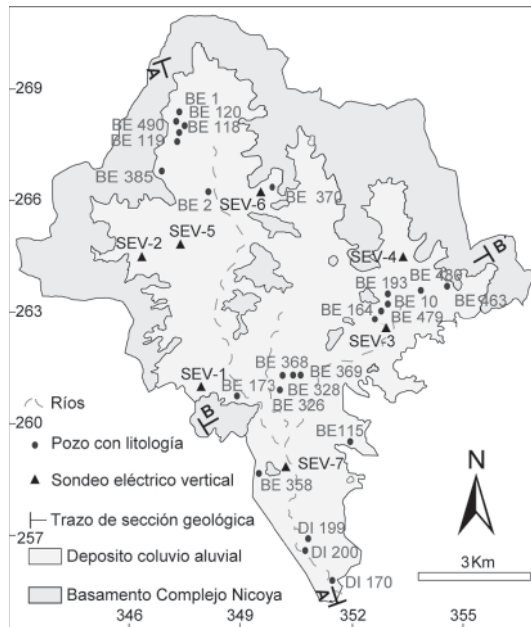 269
A
BE 1
BE 120
BE 490
BE 118
BE 119
BE 385
266
BE 2
SEV-6
BE 370
SEV-5
SEV-2
SEV-4
B'
BE 193
BE 480
BE 463
BE 10
BE 164
BE 479
263
SEV-3
BE 368
BE 369
SEV-1
BE 173
BE 328
BE 326
B
Ríos
260
BE115
Pozo con litología
SEV-7
Sondeo eléctrico vertical
BE 358
N
Trazo de sección geológica
DI 199
257
DI 200
Deposito coluvio aluvial
3Km
DI 170
Basamento Complejo Nicoya
A'
346
349
352
355